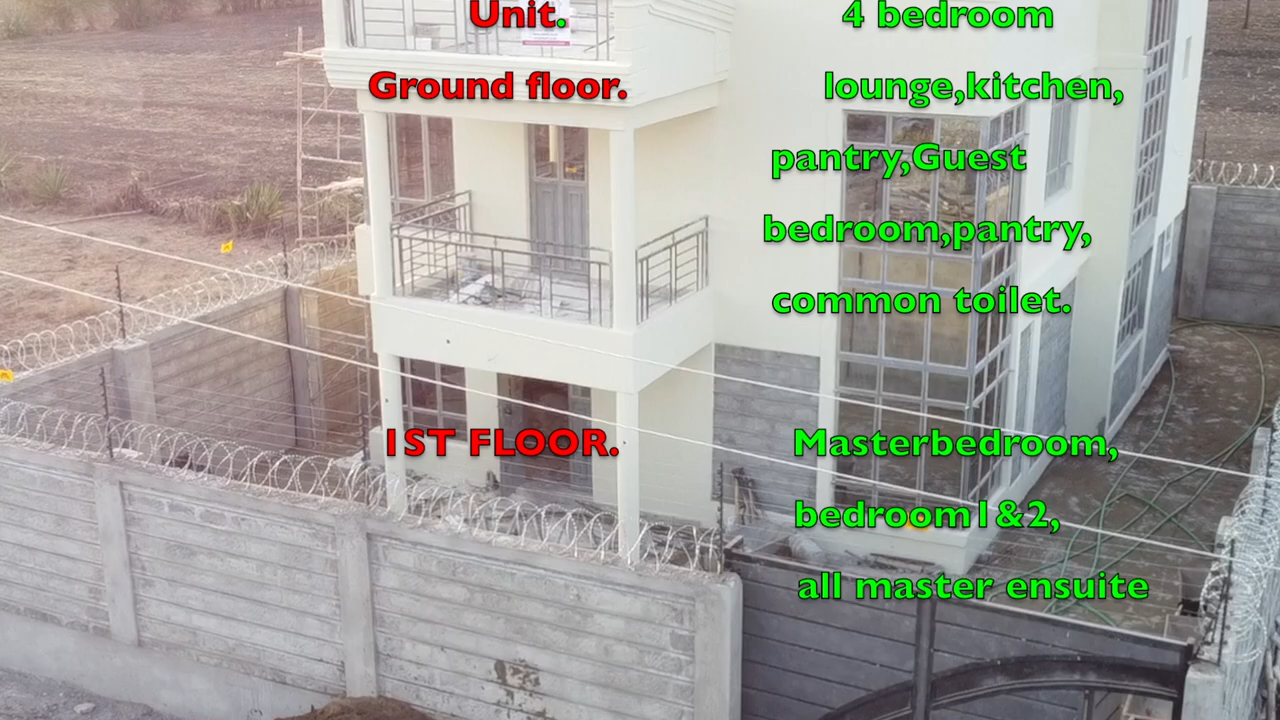 Unit. 4 bedroom
Ground floor. lounge,kitchen,
pantry,Guest
bedroom,pantry,
common toilet.
1ST FLOOR. Masterbedroom,
bedroom1&2,
all master ensuite